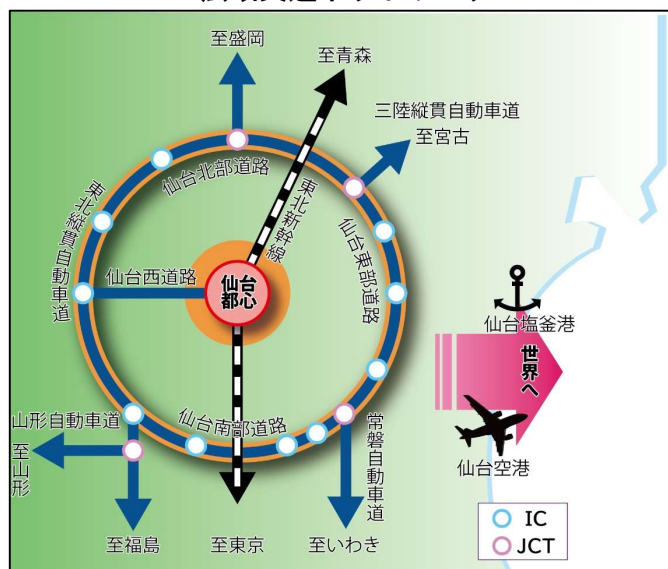 至盛岡
至青森
三陸縦貫自動車道
至宮古
仙台北部道路
東北新幹線
東北縦貫自動車道
仙台東部道路
仙台西道路
仙台
都心
仙台塩釜港
世界へ
仙台空港
山形自動車道
至山形
仙台南部道路
常磐自動車道
至福島
至東京
至いわき
IC
JCT